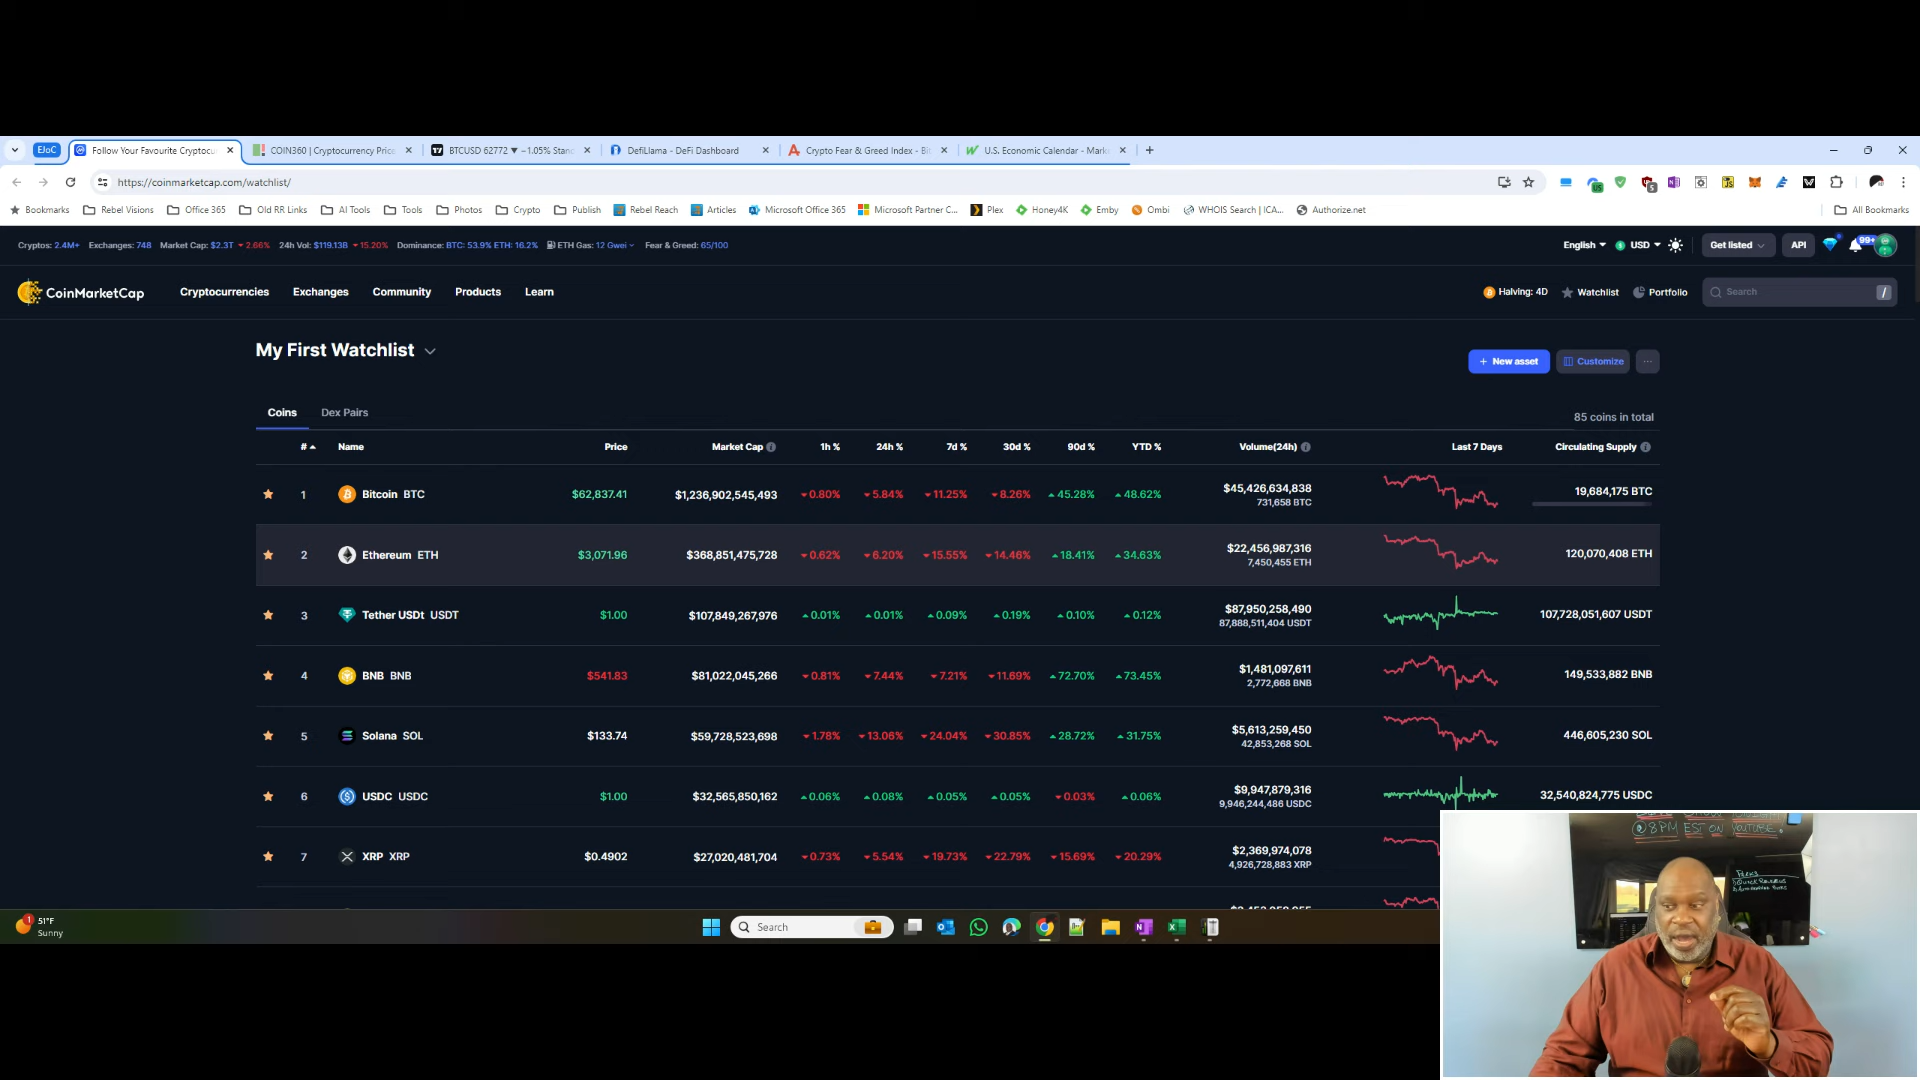 EJoC
Follow Your Favourite Cryptocu
COIN360 | Cryptocurrency Price
BTCUSD 62772 ▼ −1.05% Stand
DefiLlama - DeFi Dashboard
Crypto Fear & Greed Index - Bit
U.S. Economic Calendar - Marke
https://coinmarketcap.com/watchlist/
Bookmarks Rebel Visions Office 365 Old RR Links AI Tools Tools Photos Crypto Publish Rebel Reach Articles Microsoft Office 365 Microsoft Partner C... Plex Honey4K Emby Ombi WHOIS Search | ICA... Authorize.net All Bookmarks
Cryptos: 2.4M+ Exchanges: 748 Market Cap: $2.3T 2.66% 24h Vol: $119.13B 15.20% Dominance: BTC: 53.9% ETH: 16.2% ETH Gas: 12 Gwei Fear & Greed: 65/100
English USD Get listed API 99+
CoinMarketCap Cryptocurrencies Exchanges Community Products Learn
Halving: 4D Watchlist Portfolio Search /
My First Watchlist
+ New asset Customize ...
Coins Dex Pairs
85 coins in total
# Name Price Market Cap 1h % 24h % 7d % 30d % 90d % YTD % Volume(24h) Last 7 Days Circulating Supply
1 Bitcoin BTC $62,837.41 $1,236,902,545,493 0.80% 5.84% 11.25% 8.26% 45.28% 48.62% $45,426,634,838 19,684,175 BTC
731,658 BTC
2 Ethereum ETH $3,071.96 $368,851,475,728 0.62% 6.20% 15.55% 14.46% 18.41% 34.63% $22,456,987,316 120,070,408 ETH
7,450,455 ETH
3 Tether USDt USDT $1.00 $107,849,267,976 0.01% 0.01% 0.09% 0.19% 0.10% 0.12% $87,950,258,490 107,728,051,607 USDT
87,888,511,404 USDT
4 BNB BNB $541.83 $81,022,045,266 0.81% 7.44% 7.21% 11.69% 72.70% 73.45% $1,481,097,611 149,533,882 BNB
2,772,668 BNB
5 Solana SOL $133.74 $59,728,523,698 1.78% 13.06% 24.04% 30.85% 28.72% 31.75% $5,613,259,450 446,605,230 SOL
42,853,268 SOL
6 USDC USDC $1.00 $32,565,850,162 0.06% 0.08% 0.05% 0.05% 0.03% 0.06% $9,947,879,316 32,540,824,775 USDC
9,946,244,486 USDC
7 XRP XRP $0.4902 $27,020,481,704 0.73% 5.54% 19.73% 22.79% 15.69% 20.29% $2,369,974,078
4,926,728,883 XRP
@8PM EST ON YOUTUBE!
1
51°F
Sunny
Search